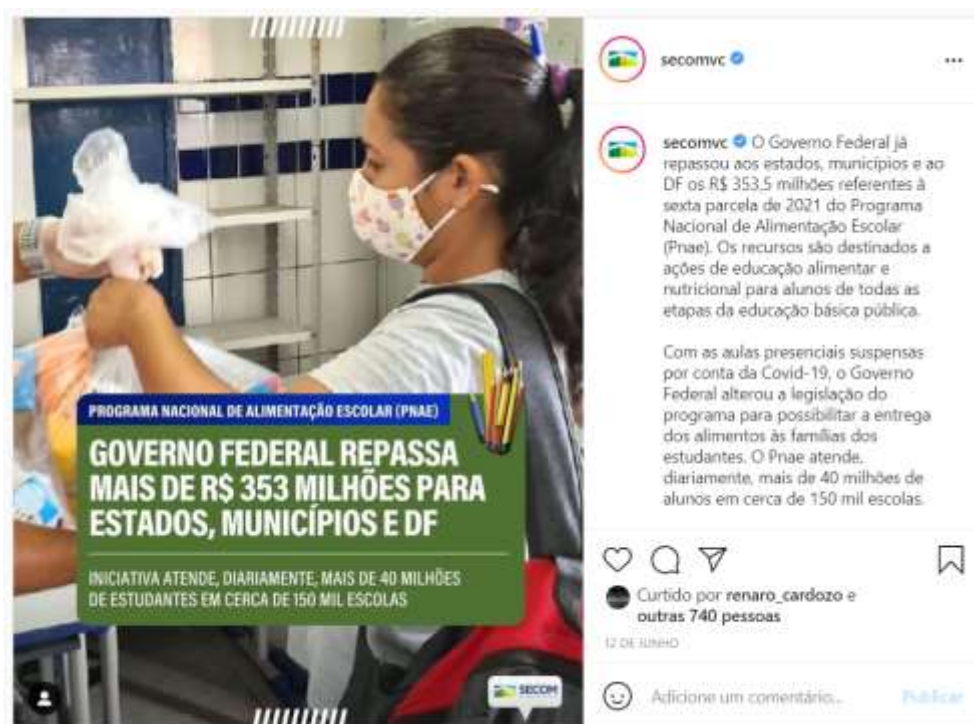 PROGRAMA NACIONAL DE ALIMENTAÇÃO ESCOLAR (PNAE)
GOVERNO FEDERAL REPASSA
MAIS DE R$ 353 MILHÕES PARA
ESTADOS, MUNICÍPIOS E DF
INICIATIVA ATENDE, DIARIAMENTE, MAIS DE 40 MILHÕES
DE ESTUDANTES EM CERCA DE 150 MIL ESCOLAS
SECOM
secomvc
secomvc O Governo Federal já
repassou aos estados, municípios e ao
DF os R$ 353,5 milhões referentes à
sexta parcela de 2021 do Programa
Nacional de Alimentação Escolar
(Pnae). Os recursos são destinados a
ações de educação alimentar e
nutricional para alunos de todas as
etapas da educação básica pública.
Com as aulas presenciais suspensas
por conta da Covid-19, o Governo
Federal alterou a legislação do
programa para possibilitar a entrega
dos alimentos às famílias dos
estudantes. O Pnae atende,
diariamente, mais de 40 milhões de
alunos em cerca de 150 mil escolas.
Curtido por renaro_cardozo e
outras 740 pessoas
12 DE JUNHO
Adicione um comentário...
Publicar